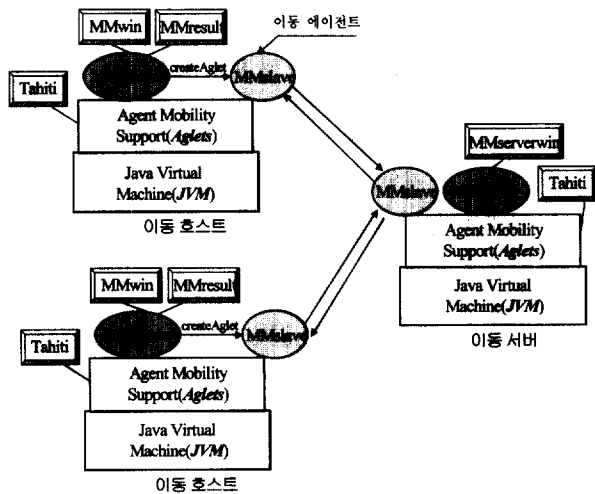 이동 에이전트
MMwin
MMresult
createAglet
MMslave
Tahiti
Agent Mobility
Support(Aglets)
Java Virtual
Machine(JVM)
이동 호스트
MMserverwin
MMslave
Tahiti
Agent Mobility
Support(Aglets)
Java Virtual
Machine(JVM)
이동 서버
MMwin
MMresult
createAglet
MMslave
Tahiti
Agent Mobility
Support(Aglets)
Java Virtual
Machine(JVM)
이동 호스트